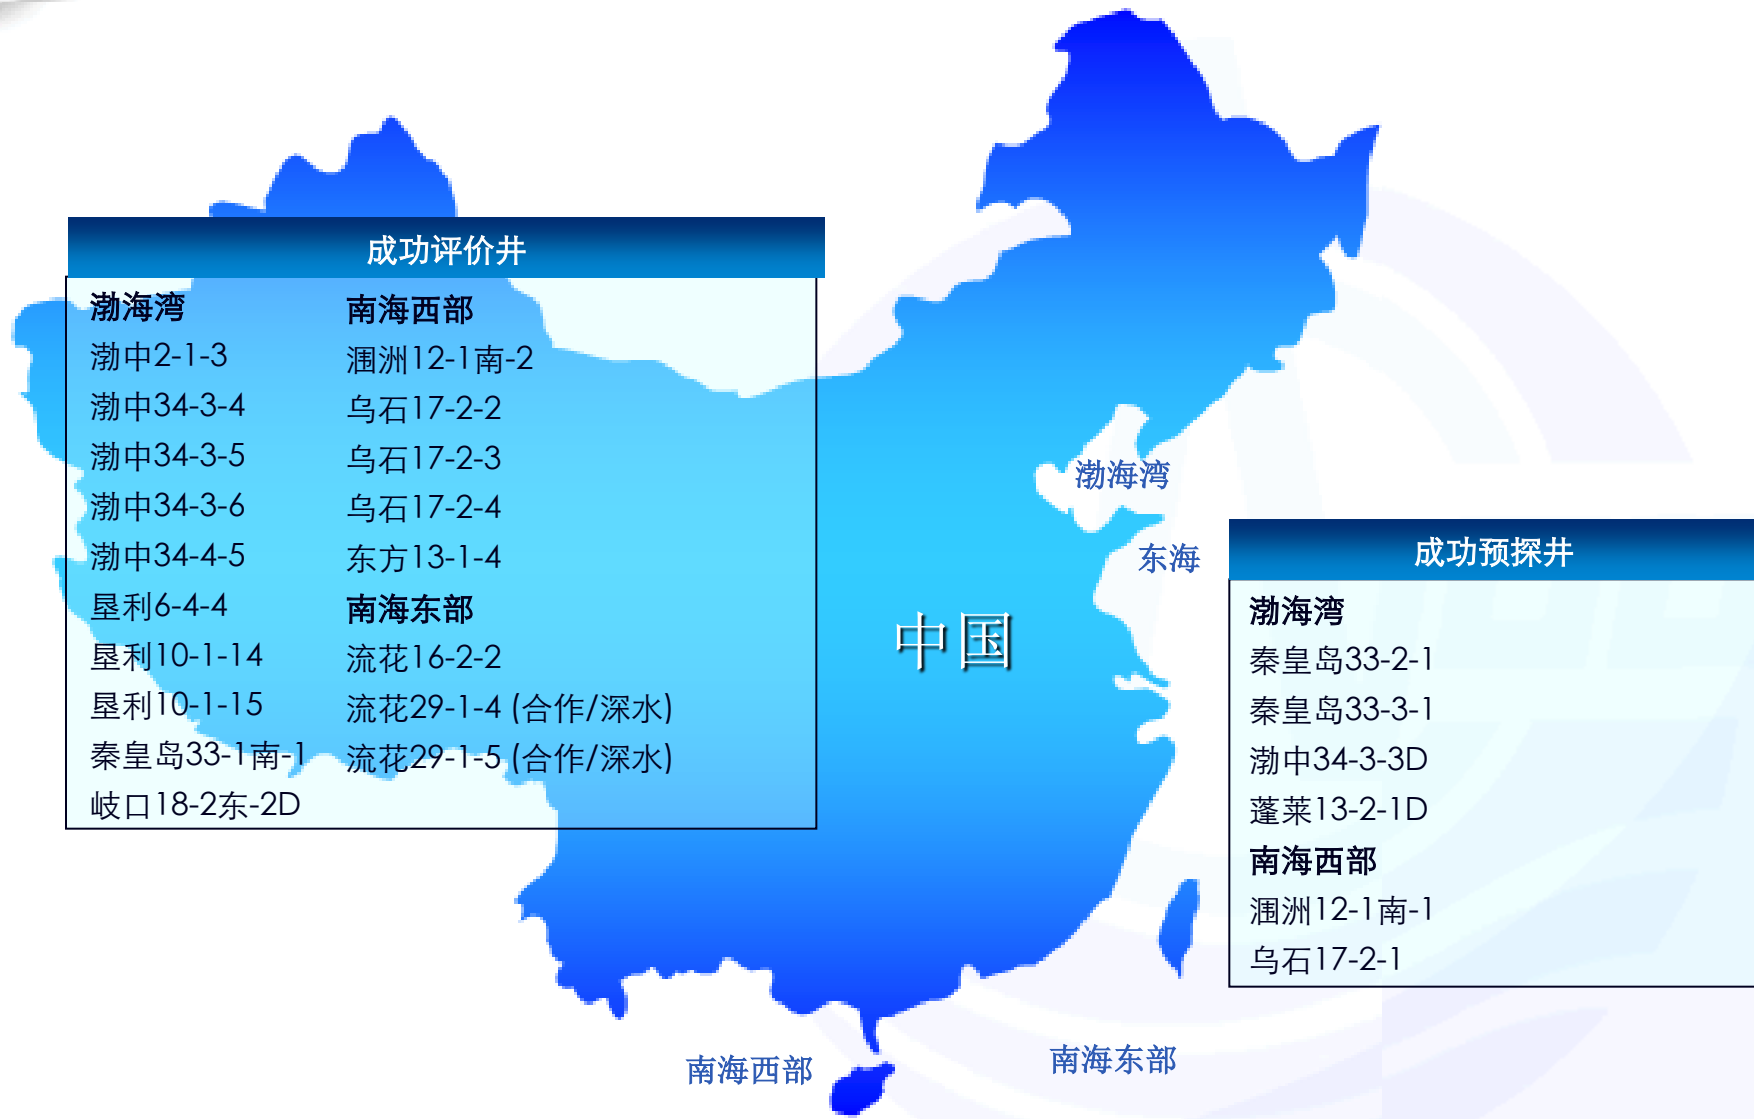 成功评价井
渤海湾
渤中2-1-3
渤中34-3-4
渤中34-3-5
渤中34-3-6
渤中34-4-5
垦利6-4-4
垦利10-1-14
垦利10-1-15
秦皇岛33-1南-1
岐口18-2东-2D
南海西部
涠洲12-1南-2
乌石17-2-2
乌石17-2-3
乌石17-2-4
东方13-1-4
南海东部
流花16-2-2
流花29-1-4 (合作/深水)
流花29-1-5 (合作/深水)
渤海湾
东海
中国
南海西部
南海东部
成功预探井
渤海湾
秦皇岛33-2-1
秦皇岛33-3-1
渤中34-3-3D
蓬莱13-2-1D
南海西部
涠洲12-1南-1
乌石17-2-1